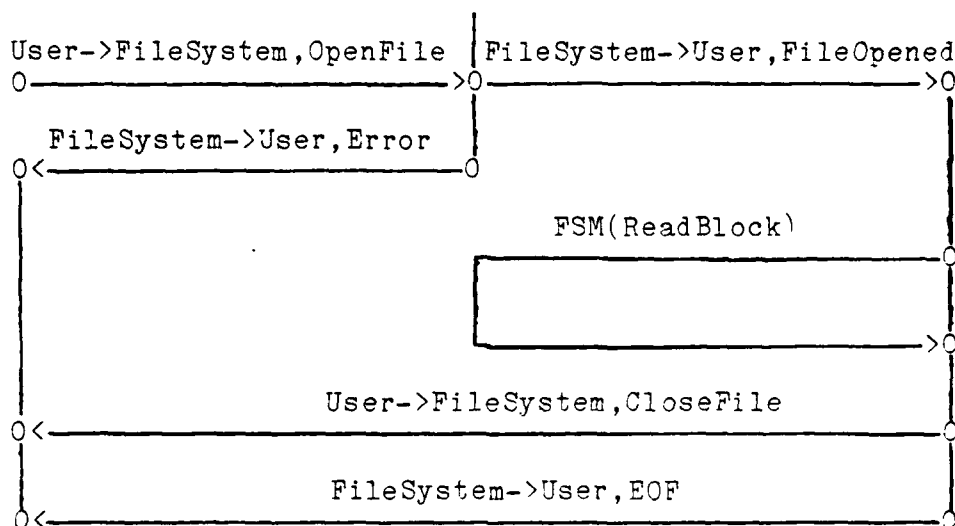 User->FileSystem,OpenFile
FileSystem->User,FileOpened
FileSystem->User,Error
FSM(ReadBlock)
User->FileSystem,CloseFile
FileSystem->User,EOF